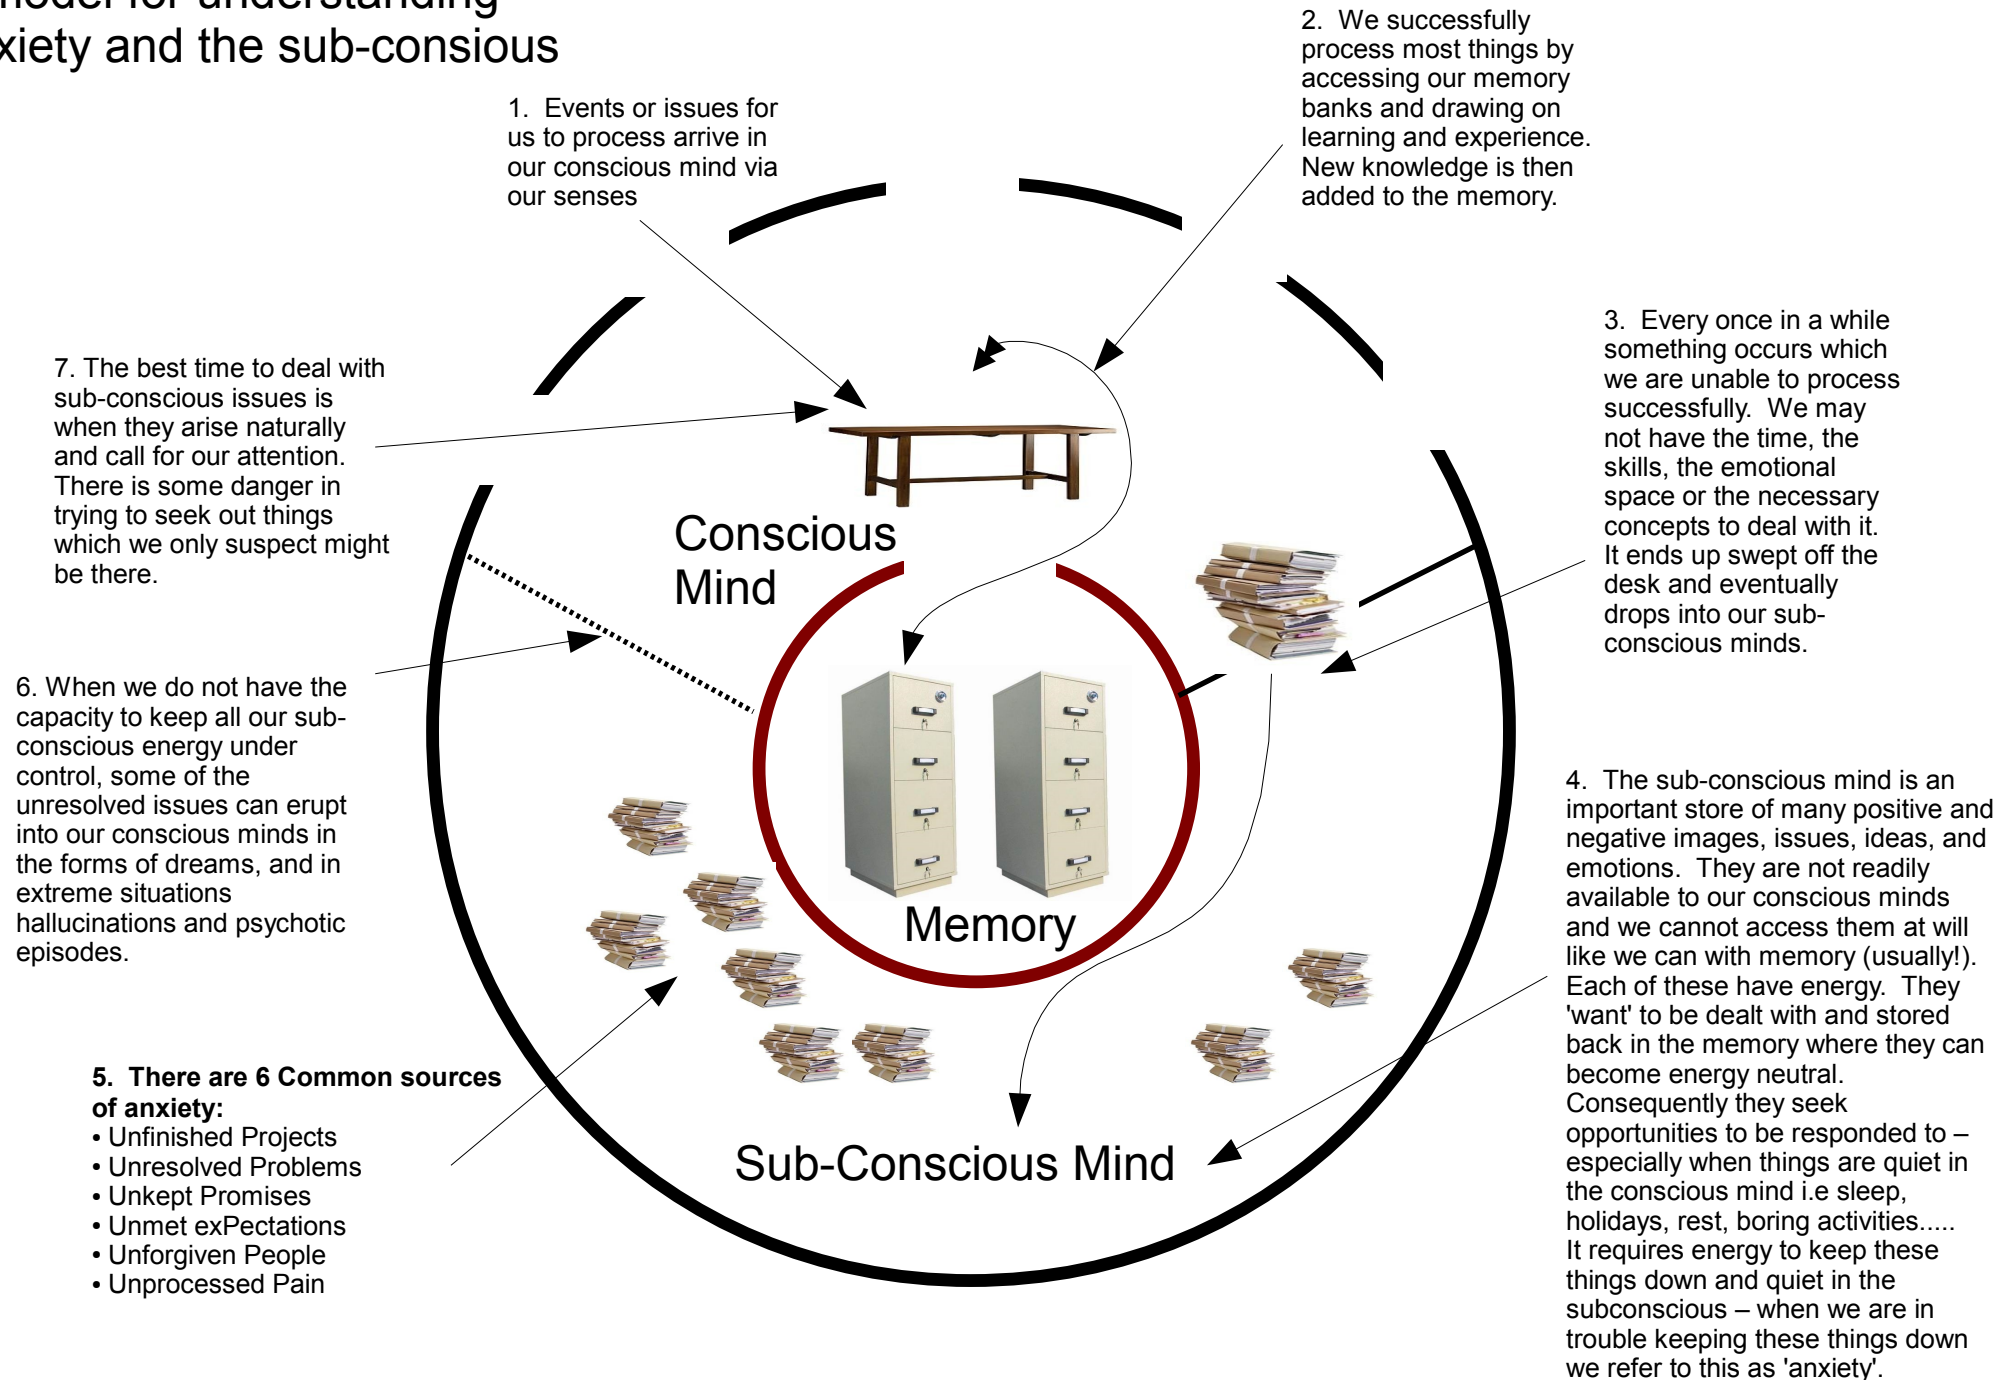 model for understanding
xiety and the sub-consious
1.  Events or issues for
us to process arrive in
our conscious mind via
our senses
2.  We successfully
process most things by
accessing our memory
banks and drawing on
learning and experience.
New knowledge is then
added to the memory.
3.  Every once in a while
something occurs which
we are unable to process
successfully.  We may
not have the time, the
skills, the emotional
space or the necessary
concepts to deal with it.
It ends up swept off the
desk and eventually
drops into our sub-
conscious minds.
4.  The sub-conscious mind is an
important store of many positive and
negative images, issues, ideas, and
emotions.  They are not readily
available to our conscious minds
and we cannot access them at will
like we can with memory (usually!).
Each of these have energy.  They
'want' to be dealt with and stored
back in the memory where they can
become energy neutral.
Consequently they seek
opportunities to be responded to –
especially when things are quiet in
the conscious mind i.e sleep,
holidays, rest, boring activities.....
It requires energy to keep these
things down and quiet in the
subconscious – when we are in
trouble keeping these things down
we refer to this as 'anxiety'.
5.  There are 6 Common sources
of anxiety:
• Unfinished Projects
• Unresolved Problems
• Unkept Promises
• Unmet exPectations
• Unforgiven People
• Unprocessed Pain
6. When we do not have the
capacity to keep all our sub-
conscious energy under
control, some of the
unresolved issues can erupt
into our conscious minds in
the forms of dreams, and in
extreme situations
hallucinations and psychotic
episodes.
7. The best time to deal with
sub-conscious issues is
when they arise naturally
and call for our attention.
There is some danger in
trying to seek out things
which we only suspect might
be there.
Conscious
Mind
Memory
Sub-Conscious Mind